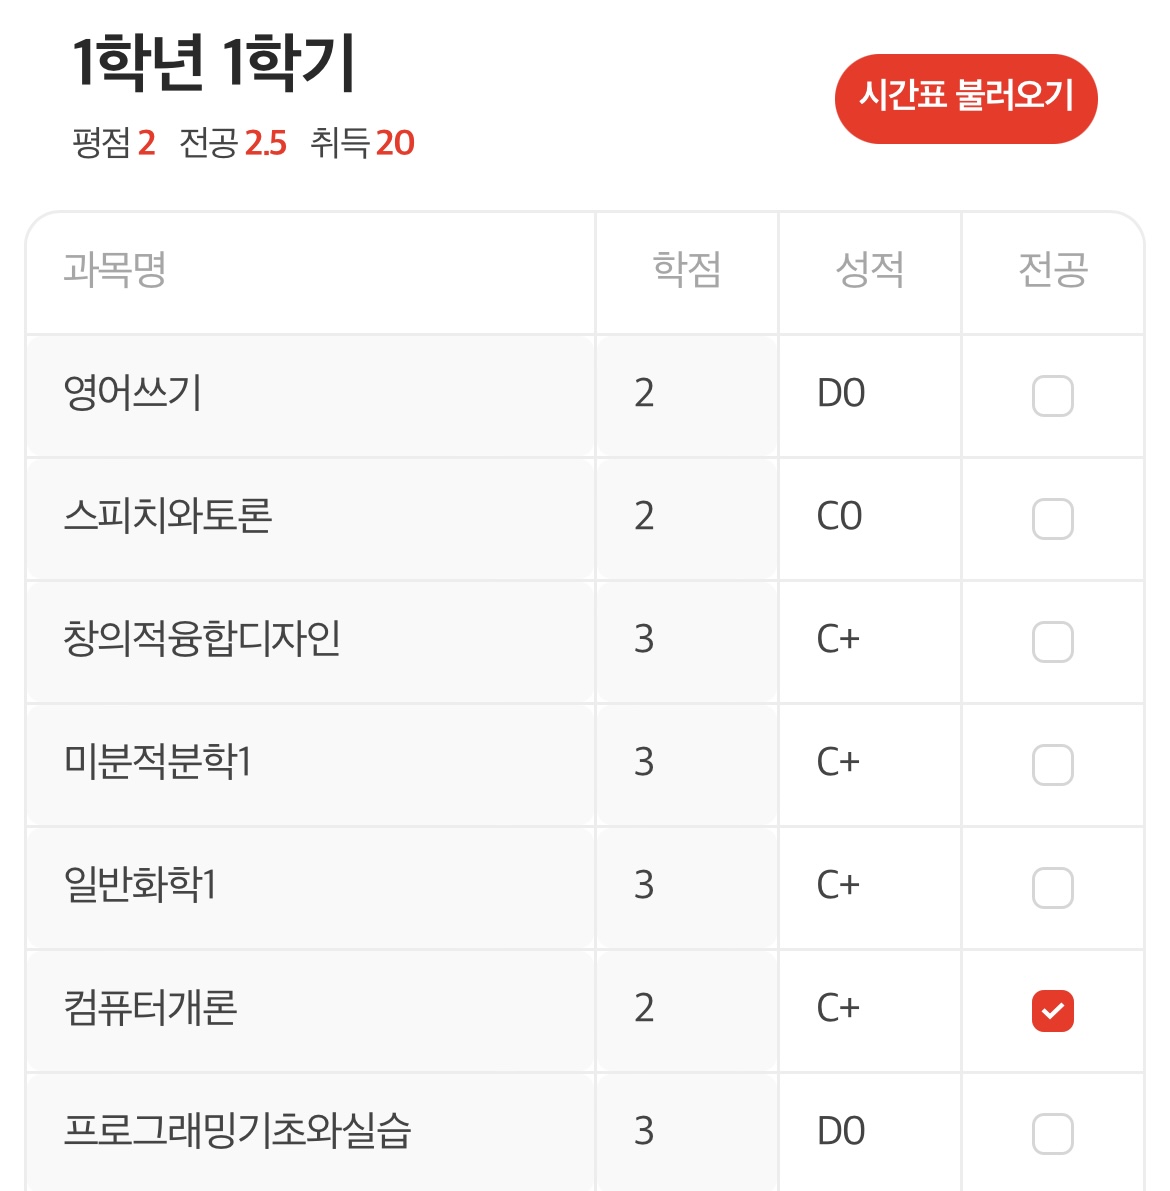 1학년 1학기
시간표 불러오기
평점 2 전공 2.5 취득 20
과목명 학점 성적 전공
영어쓰기 2 D0
스피치와토론 2 C0
창의적융합디자인 3 C+
미분적분학1 3 C+
일반화학1 3 C+
컴퓨터개론 2 C+
프로그래밍기초와실습 3 D0